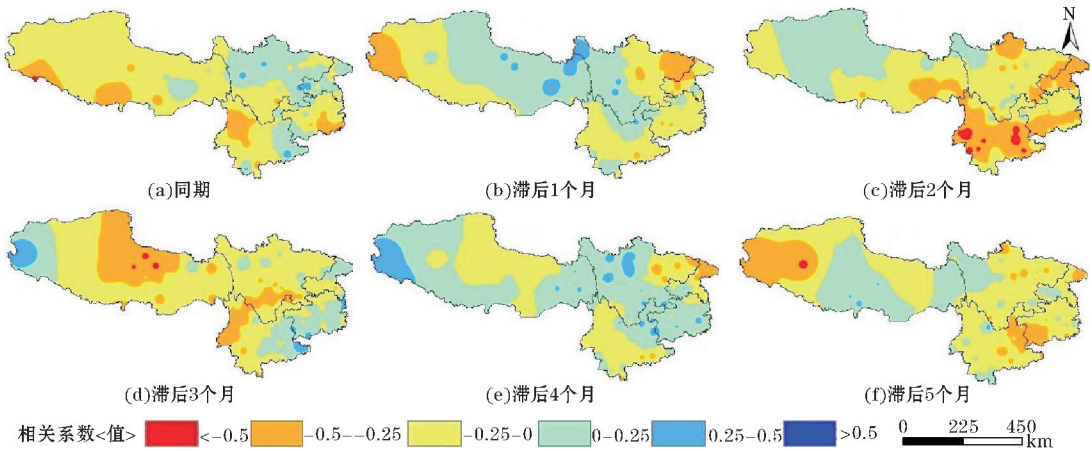 N
(a)同期
(b)滞后1个月
(c)滞后2个月
(d)滞后3个月
(e)滞后4个月
(f)滞后5个月
相关系数<值> <-0.5 -0.5--0.25 -0.25-0 0-0.25 0.25-0.5 >0.5
0 225 450
km